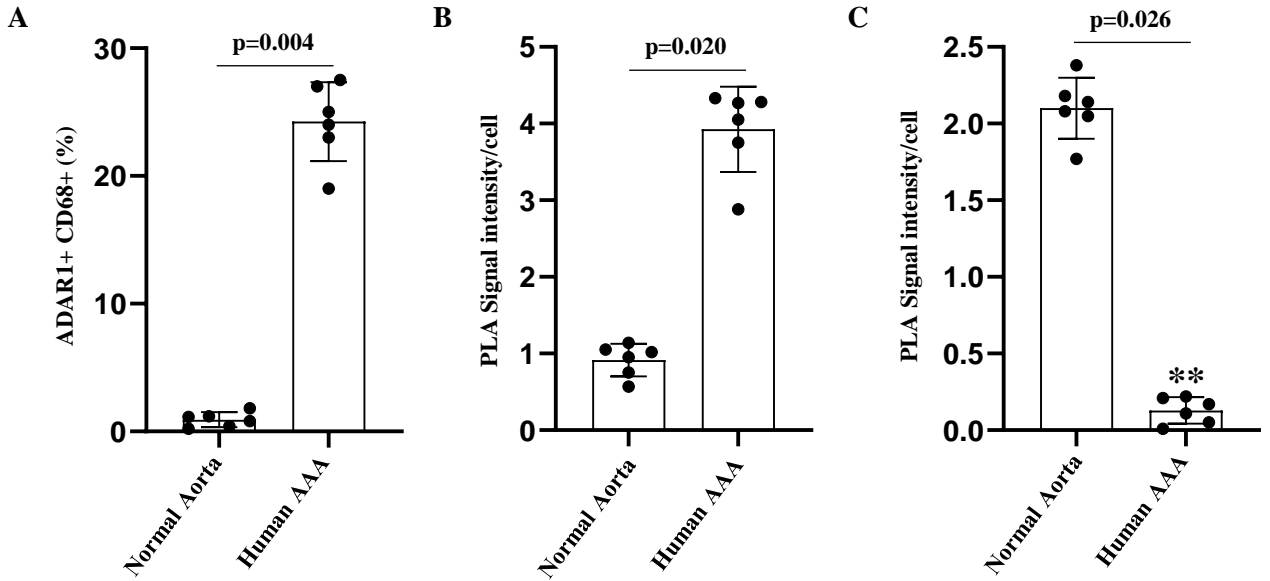 A
p=0.004
ADAR1+ CD68+ (%)
30
20
10
0
Normal Aorta
Human AAA
B
p=0.020
PLA Signal intensity/cell
5
4
3
2
1
0
Normal Aorta
Human AAA
C
p=0.026
PLA Signal intensity/cell
2.5
2.0
1.5
1.0
0.5
0.0
**
Normal Aorta
Human AAA